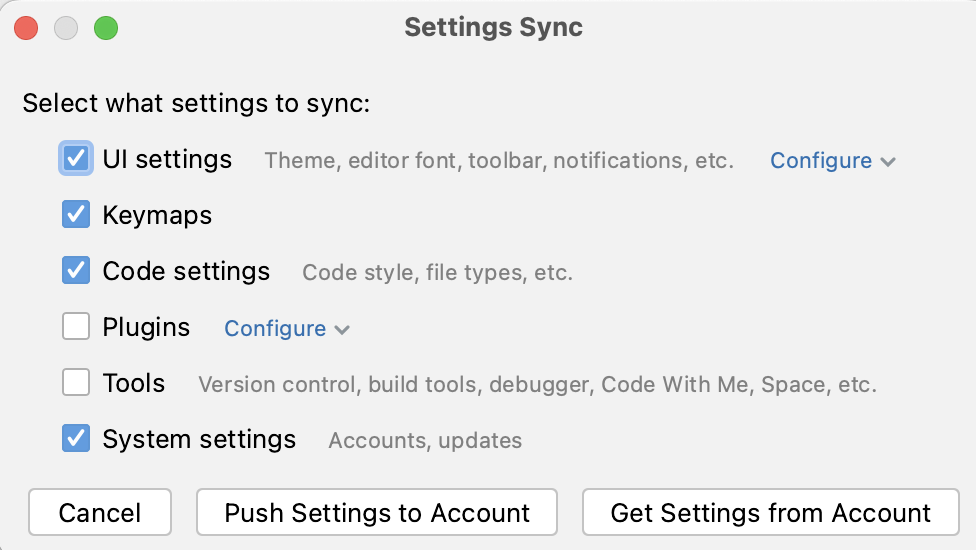 Settings Sync
Select what settings to sync:
UI settings Theme, editor font, toolbar, notifications, etc. Configure
Keymaps
Code settings Code style, file types, etc.
Plugins Configure
Tools Version control, build tools, debugger, Code With Me, Space, etc.
System settings Accounts, updates
Cancel Push Settings to Account Get Settings from Account